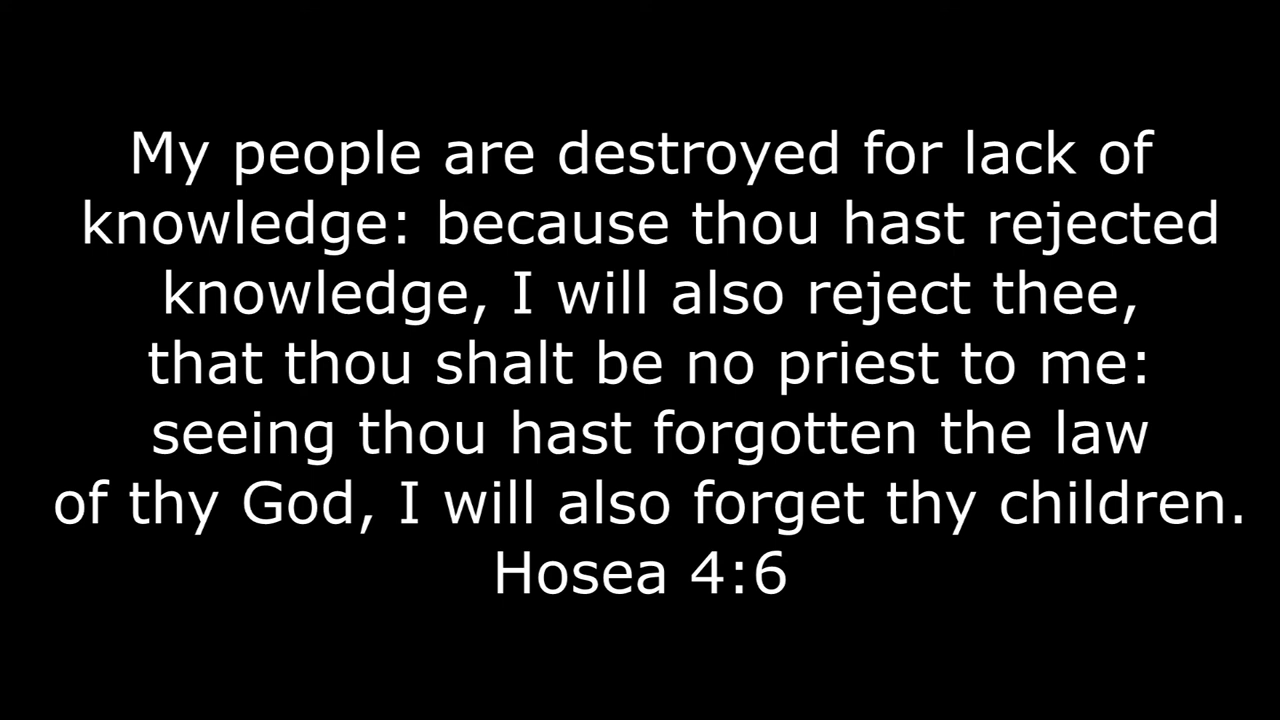 My people are destroyed for lack of
knowledge: because thou hast rejected
knowledge, I will also reject thee,
that thou shalt be no priest to me:
seeing thou hast forgotten the law
of thy God, I will also forget thy children.
Hosea 4:6